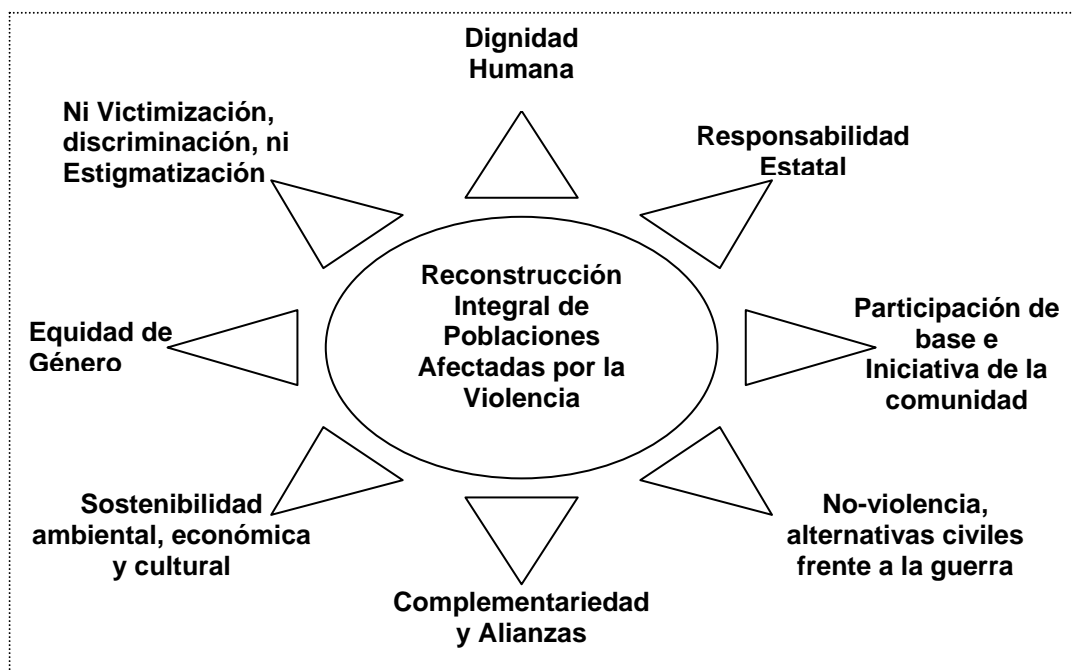 Dignidad
Humana
Ni Victimización,
discriminación, ni
Estigmatización
Responsabilidad
Estatal
Reconstrucción
Integral de
Poblaciones
Afectadas por la
Violencia
Equidad de
Género
Participación de
base e
Iniciativa de la
comunidad
Sostenibilidad
ambiental, económica
y cultural
No-violencia,
alternativas civiles
frente a la guerra
Complementariedad
y Alianzas